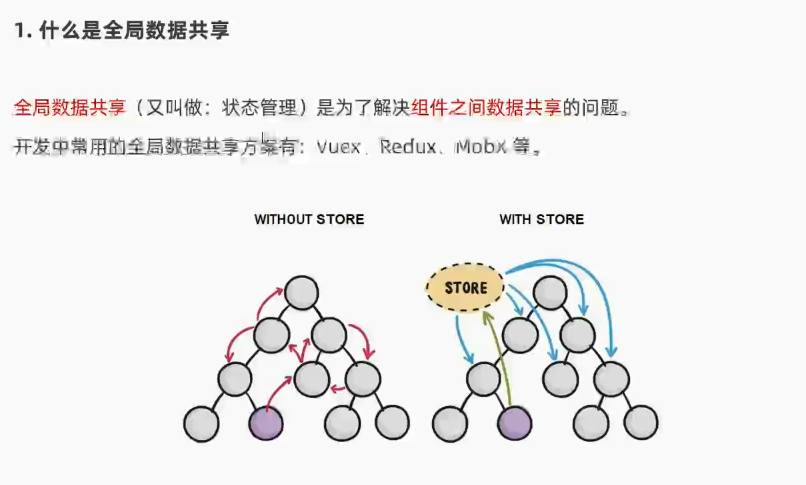 1. 什么是全局数据共享
全局数据共享（又叫做：状态管理）是为了解决组件之间数据共享的问题。
开发中常用的全局数据共享方案有：Vuex、Redux、MobX 等。
WITHOUT STORE
WITH STORE
STORE